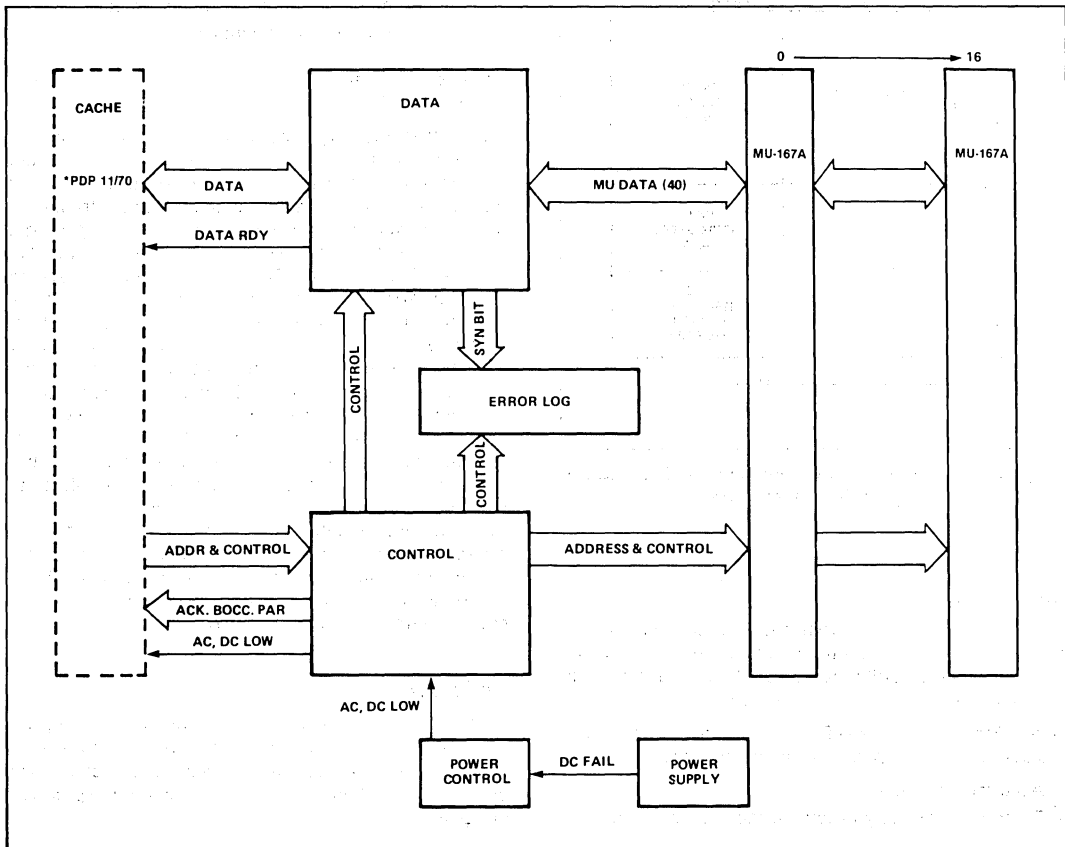 0 16
CACHE
*PDP 11/70
DATA
MU-167A
MU-167A
DATA
MU DATA (40)
DATA RDY
CONTROL
SYN BIT
ERROR LOG
CONTROL
ADDR & CONTROL
CONTROL
ADDRESS & CONTROL
ACK. BOCC. PAR
AC, DC LOW
AC, DC LOW
POWER
CONTROL
DC FAIL
POWER
SUPPLY